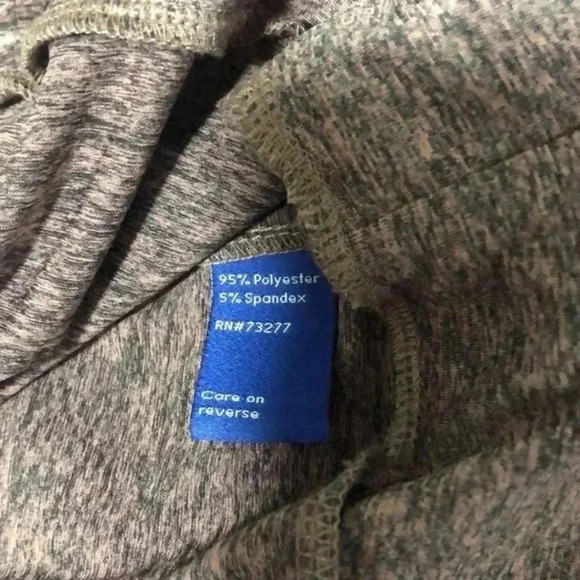 95% Polyester
5% Spandex
RN#73277
Care on
reverse